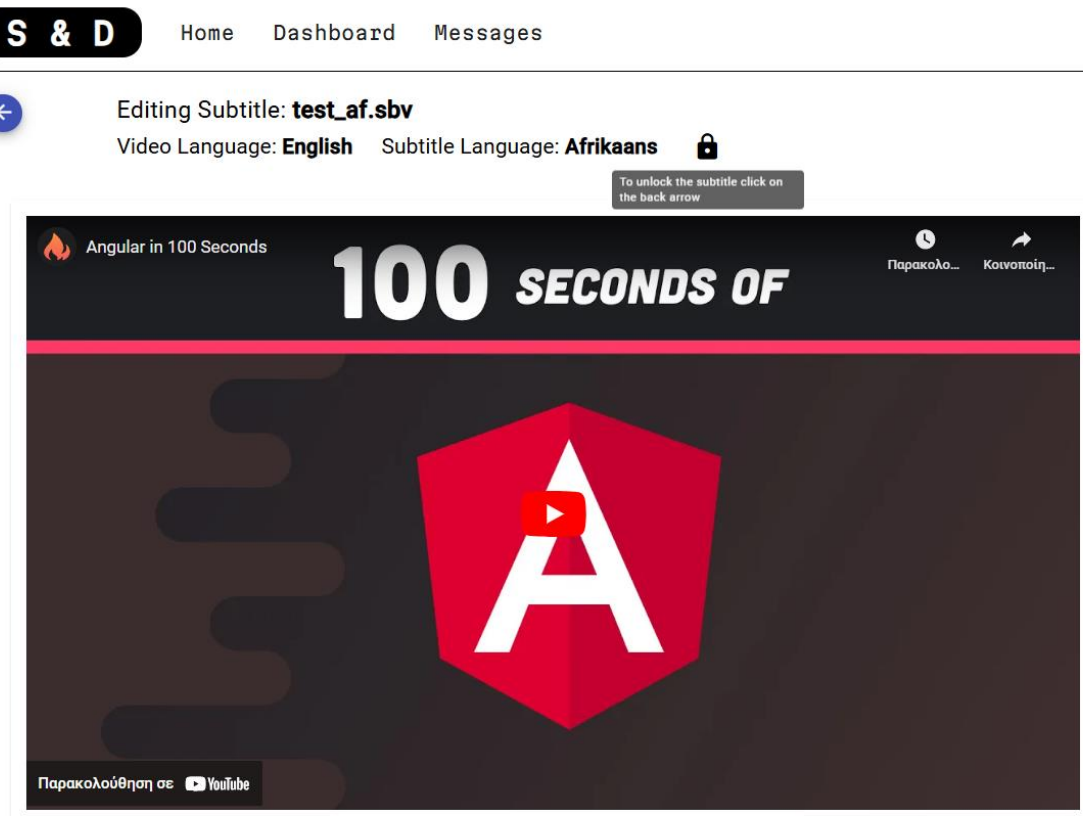 S & D Home Dashboard Messages
Editing Subtitle: test_af.sbv
Video Language: English Subtitle Language: Afrikaans
To unlock the subtitle click on
the back arrow
Angular in 100 Seconds
100 SECONDS OF
Παρακολο...
Κοινοποίη...
A
Παρακολούθηση σε YouTube